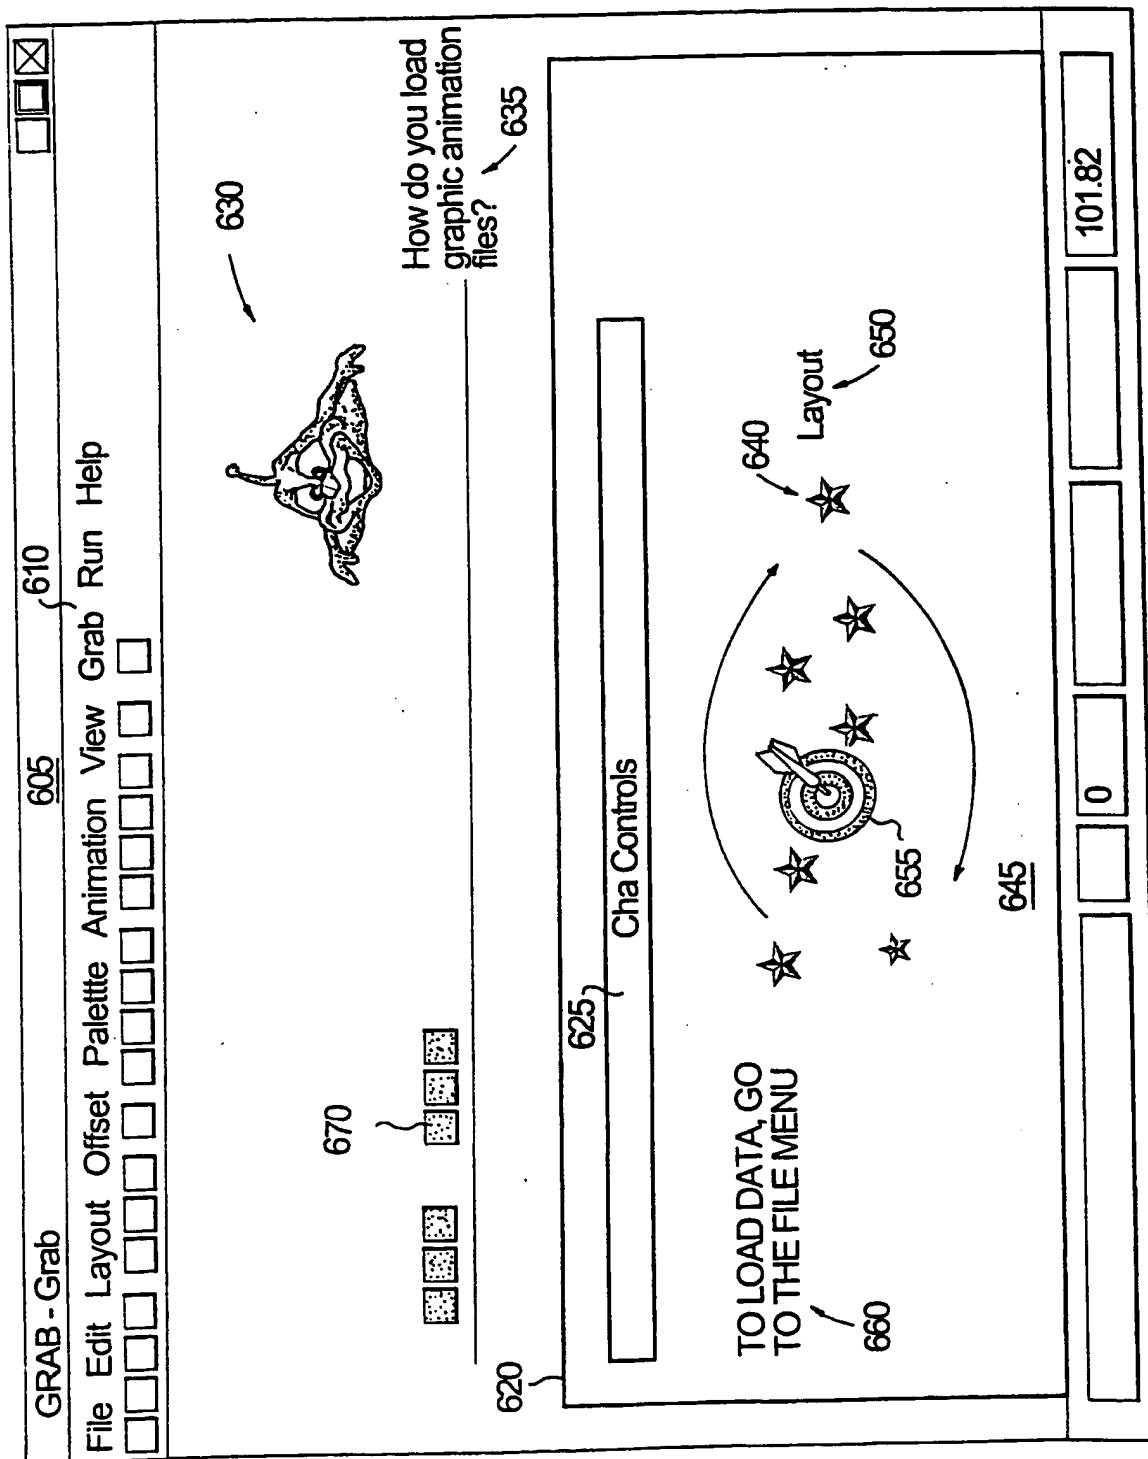 GRAB - Grab
605
610
File Edit Layout Offset Palettte Animation View Grab Run Help
630
670
How do you load
graphic animation
files?
635
620
625
Cha Controls
640
Layout
650
TO LOAD DATA, GO
TO THE FILE MENU
660
655
645
0
101.82